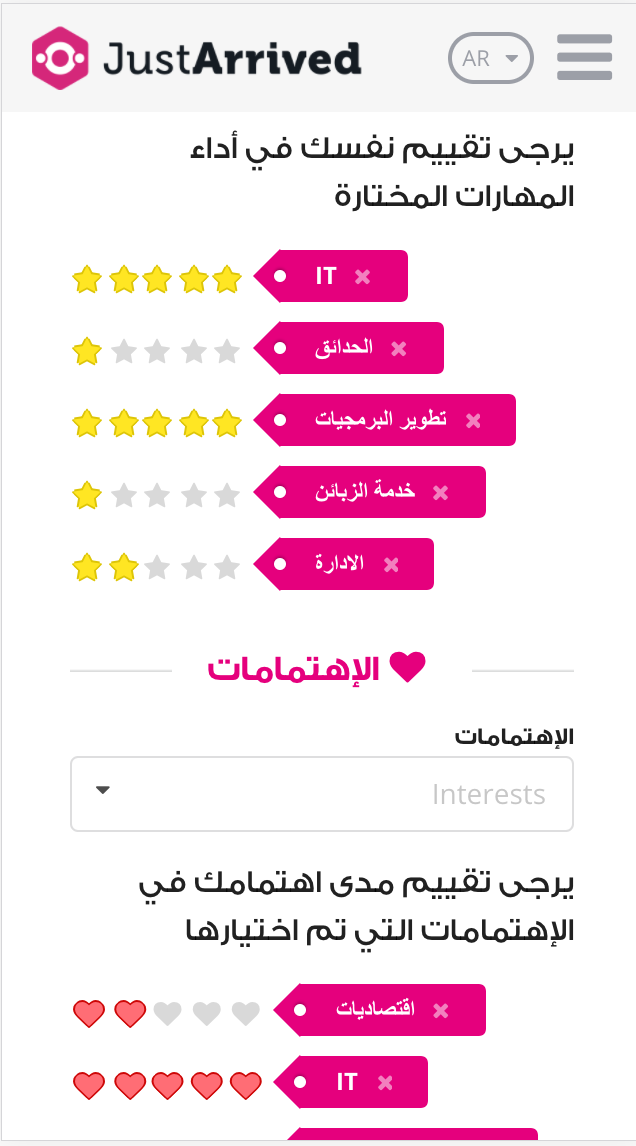 JustArrived
AR
يرجى تقييم نفسك في أداء
المهارات المختارة
IT
الحدائق
تطوير البرمجيات
خدمة الزبائن
الادارة
الإهتمامات
الإهتمامات
Interests
يرجى تقييم مدى اهتمامك في
الإهتمامات التي تم اختيارها
اقتصاديات
IT